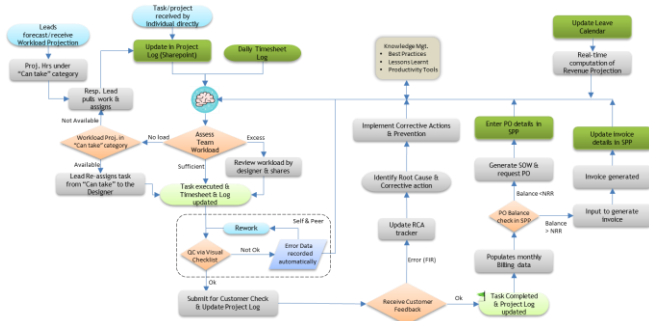 Leads
forecast/receive
Workload Projection
Task/project
received by
Individual directly
Update in Project
Log (Sharepoint)
Daily Timesheet
Log
Proj. Hrs under
"Can take" category
Resp. Lead
pulls work &
assigns
Not Available
Workload Proj. in
"Can take" category
No load
Assess
Team
Workload
Excess
Available
Sufficient
Review workload by
designer & shares
Lead Re-assigns task
from "Can take" to the
Designer
Task executed &
Timesheet & Log
updated
Self & Peer
Rework
QC via Visual
Checklist
Not Ok
Error Data
recorded
automatically
Ok
Submit for Customer
Check & Update Project Log
Knowledge Mgt.
• Best Practices
• Lessons Learnt
• Productivity Tools
Implement Corrective Actions
& Prevention
Identify Root Cause &
Corrective action
Update RCA
tracker
Error (FIR)
Receive Customer
Feedback
Ok
Task Completed
& Project Log
updated
Populates monthly
Billing data
PO Balance
check in SPP
Balance <NRR
Balance
> NRR
Generate SOW &
request PO
Enter PO details in
SPP
Update Leave
Calendar
Real-time
computation of
Revenue Projection
Update invoice
details in SPP
Invoice generated
Input to generate
invoice